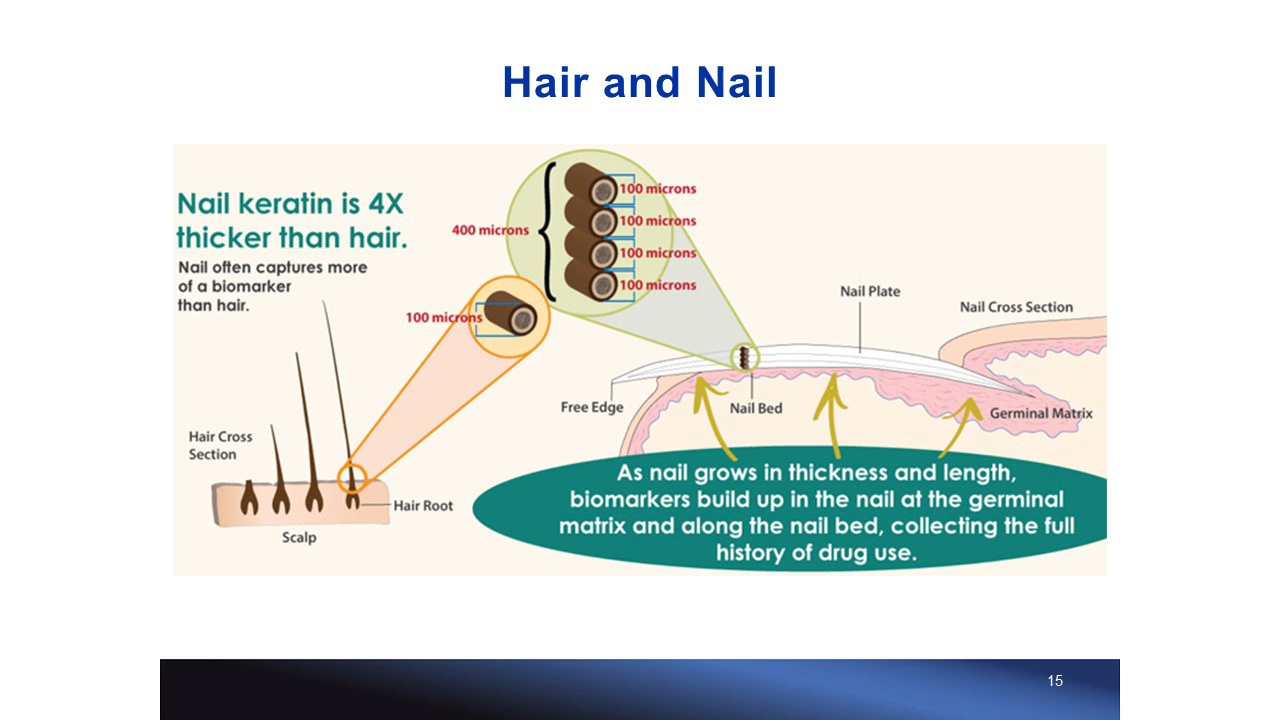 Hair and Nail
Nail keratin is 4X
thicker than hair.
Nail often captures more
of a biomarker
than hair.
400 microns
100 microns
100 microns
100 microns
100 microns
100 microns
Nail Plate
Nail Cross Section
Free Edge
Nail Bed
Germinal Matrix
Hair Cross
Section
Hair Root
Scalp
As nail grows in thickness and length,
biomarkers build up in the nail at the germinal
matrix and along the nail bed, collecting the full
history of drug use.
15